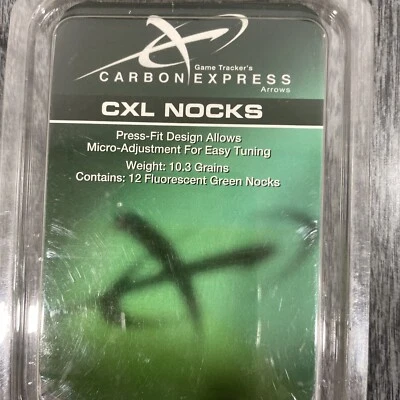 Game Tracker's
CARBON EXPRESS
Arrows
CXL NOCKS
Press-Fit Design Allows
Micro-Adjustment For Easy Tuning
Weight: 10.3 Grains
Contains: 12 Fluorescent Green Nocks